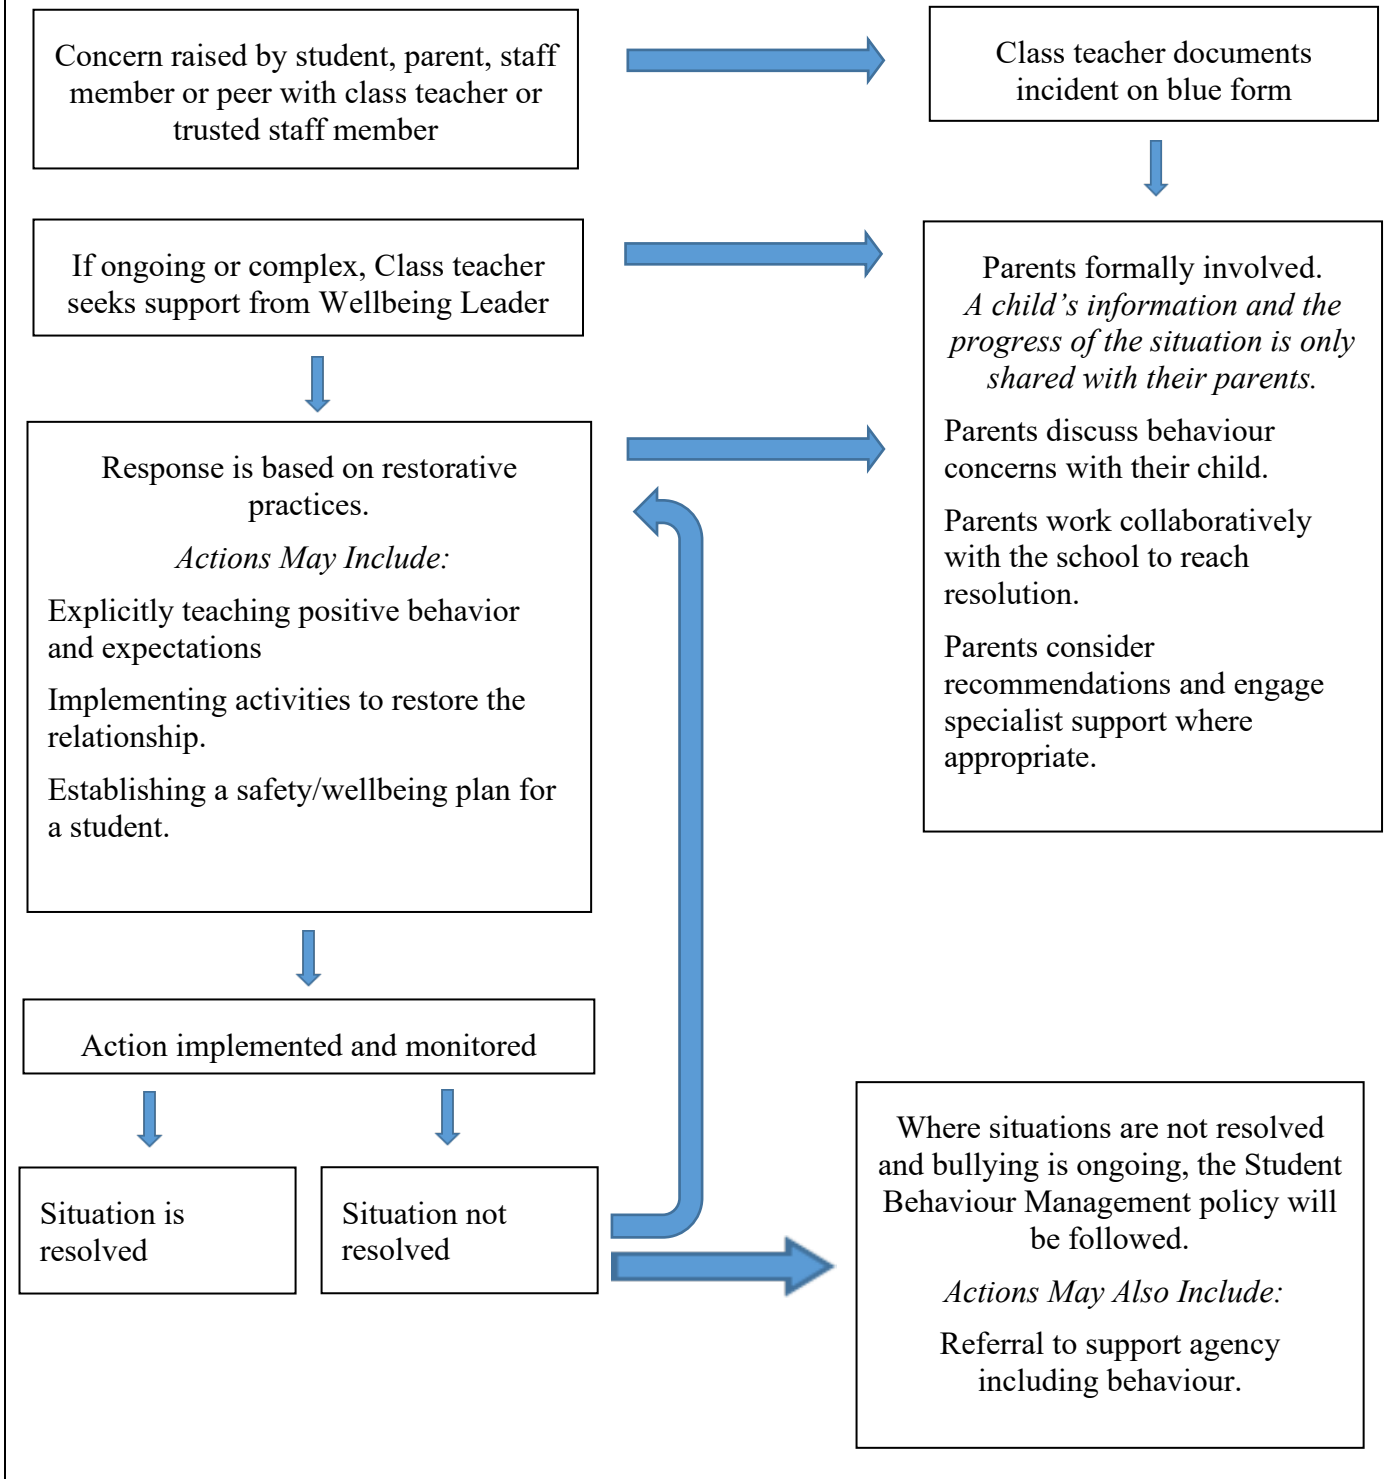 Concern raised by student, parent, staff
member or peer with class teacher or
trusted staff member
Class teacher documents
incident on blue form
If ongoing or complex, Class teacher
seeks support from Wellbeing Leader
Parents formally involved.
A child’s information and the
progress of the situation is only
shared with their parents.
Parents discuss behaviour
concerns with their child.
Parents work collaboratively
with the school to reach
resolution.
Parents consider
recommendations and engage
specialist support where
appropriate.
Response is based on restorative
practices.
Actions May Include:
Explicitly teaching positive behavior
and expectations
Implementing activities to restore the
relationship.
Establishing a safety/wellbeing plan for
a student.
Action implemented and monitored
Situation is
resolved
Situation not
resolved
Where situations are not resolved
and bullying is ongoing, the Student
Behaviour Management policy will
be followed.
Actions May Also Include:
Referral to support agency
including behaviour.